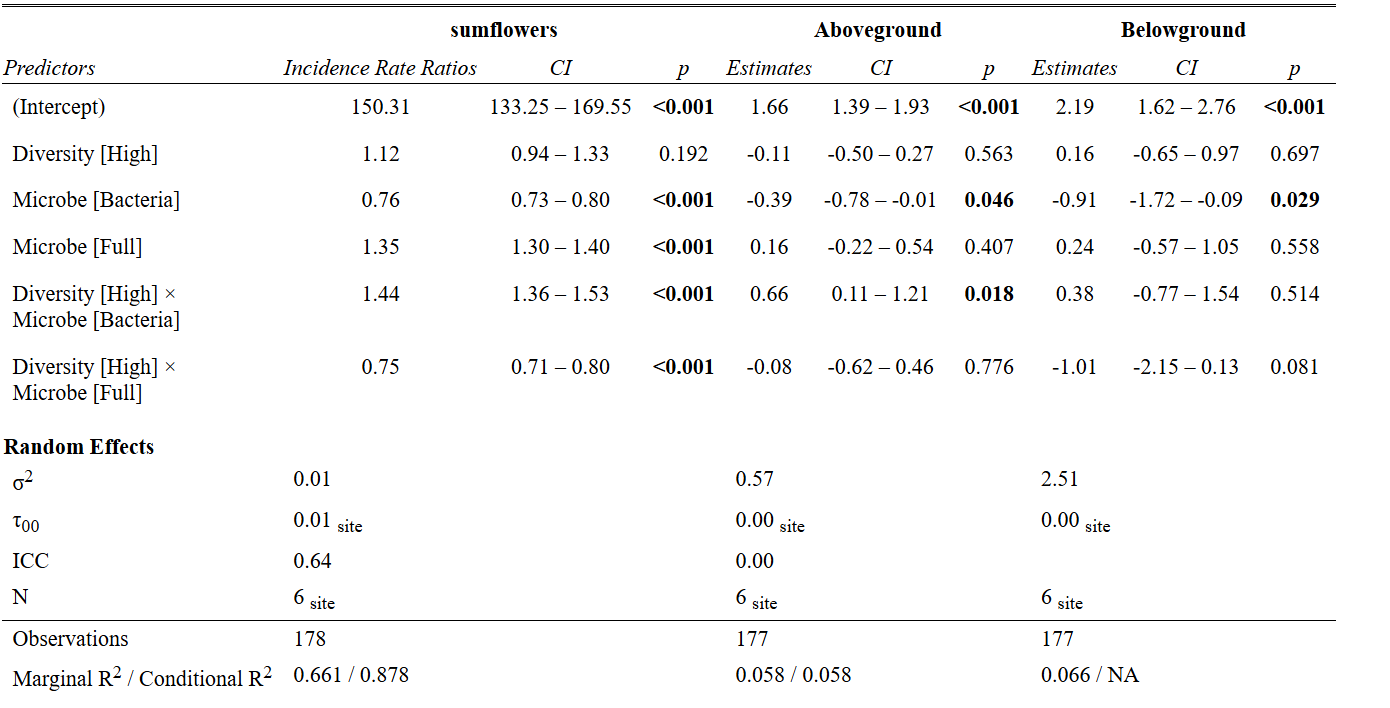 sumflowers Aboveground Belowground
Predictors Incidence Rate Ratios CI p Estimates CI p Estimates CI p
(Intercept) 150.31 133.25 – 169.55 <0.001 1.66 1.39 – 1.93 <0.001 2.19 1.62 – 2.76 <0.001
Diversity [High] 1.12 0.94 – 1.33 0.192 -0.11 -0.50 – 0.27 0.563 0.16 -0.65 – 0.97 0.697
Microbe [Bacteria] 0.76 0.73 – 0.80 <0.001 -0.39 -0.78 – -0.01 0.046 -0.91 -1.72 – -0.09 0.029
Microbe [Full] 1.35 1.30 – 1.40 <0.001 0.16 -0.22 – 0.54 0.407 0.24 -0.57 – 1.05 0.558
Diversity [High] × 1.44 1.36 – 1.53 <0.001 0.66 0.11 – 1.21 0.018 0.38 -0.77 – 1.54 0.514
Microbe [Bacteria]
Diversity [High] × 0.75 0.71 – 0.80 <0.001 -0.08 -0.62 – 0.46 0.776 -1.01 -2.15 – 0.13 0.081
Microbe [Full]
Random Effects
σ2 0.01 0.57 2.51
τ00 0.01 site 0.00 site 0.00 site
ICC 0.64 0.00
N 6 site 6 site 6 site
Observations 178 177 177
Marginal R2 / Conditional R2 0.661 / 0.878 0.058 / 0.058 0.066 / NA